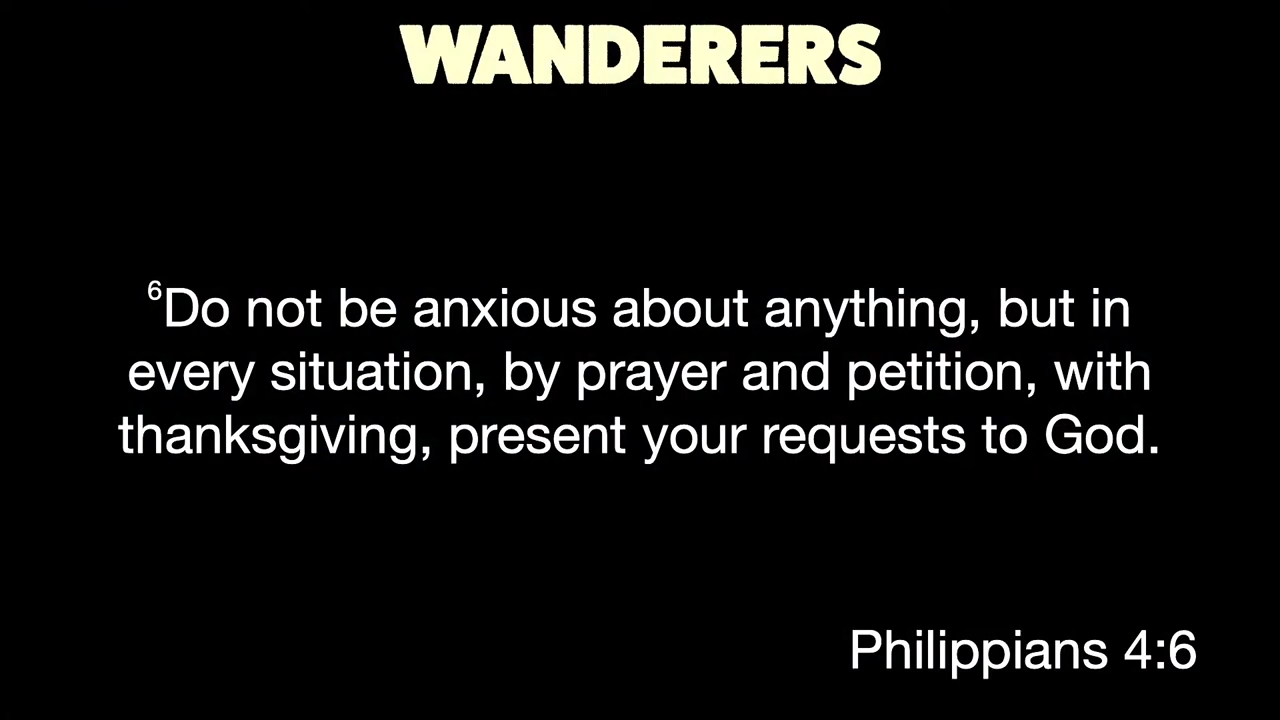 WANDERERS
⁶Do not be anxious about anything, but in
every situation, by prayer and petition, with
thanksgiving, present your requests to God.
Philippians 4:6